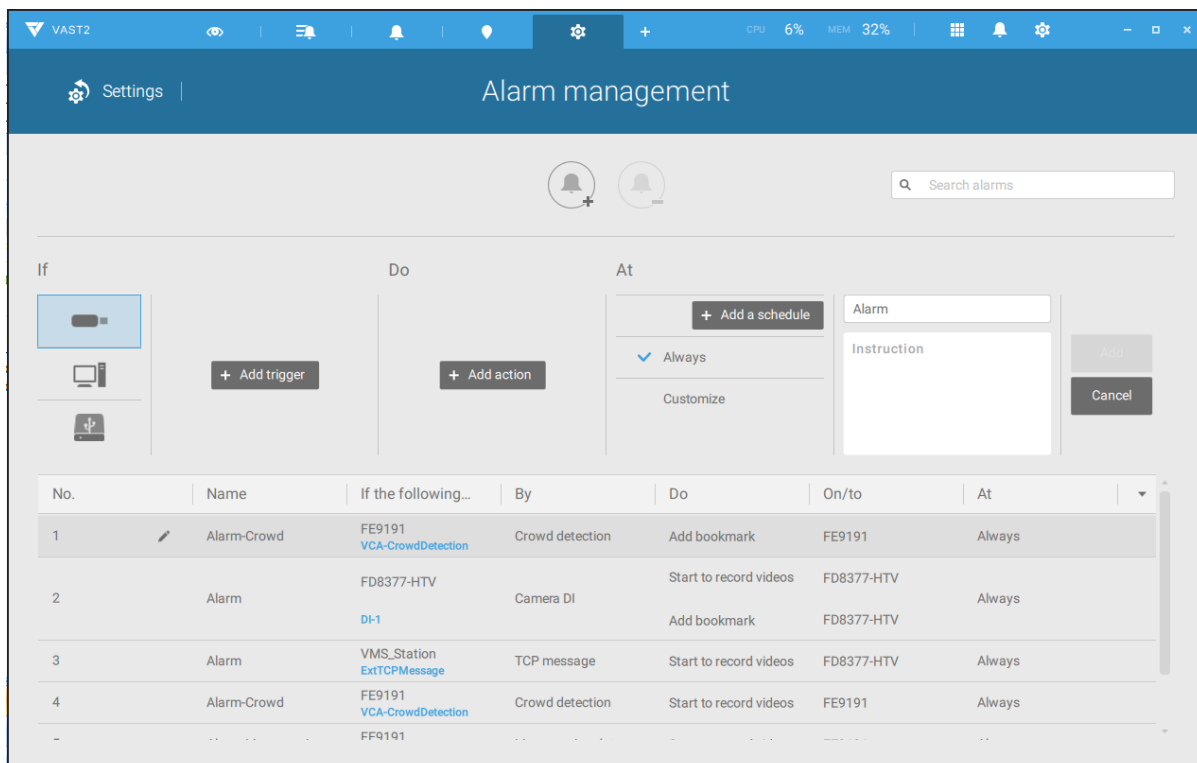 VAST2
CPU 6% MEM 32%
Settings
Alarm management
Search alarms
If Do At
+ Add a schedule
Alarm
Instruction
Always
+ Add trigger
+ Add action
Add
Customize
Cancel
No. Name If the following... By Do On/to At
1 Alarm-Crowd FE9191 Crowd detection Add bookmark FE9191 Always
VCA-CrowdDetection
FD8377-HTV Start to record videos FD8377-HTV
2 Alarm Camera DI Always
DI-1 Add bookmark FD8377-HTV
3 Alarm VMS_Station TCP message Start to record videos FD8377-HTV Always
ExtTCPMessage
4 Alarm-Crowd FE9191 Crowd detection Start to record videos FE9191 Always
VCA-CrowdDetection
FE9191